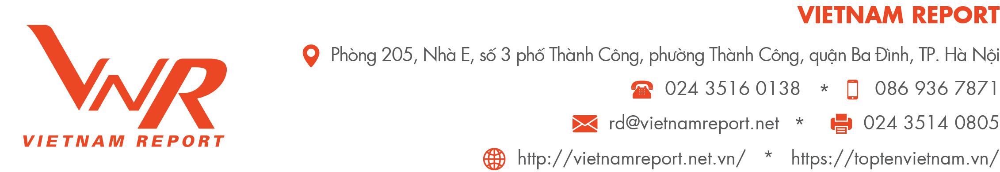 VNR
VIETNAM REPORT
VIETNAM REPORT
Phòng 205, Nhà E, số 3 phố Thành Công, phường Thành Công, quận Ba Đình, TP. Hà Nội
024 3516 0138 * 086 936 7871
rd@vietnamreport.net * 024 3514 0805
http://vietnamreport.net.vn/ * https://toptenvietnam.vn/